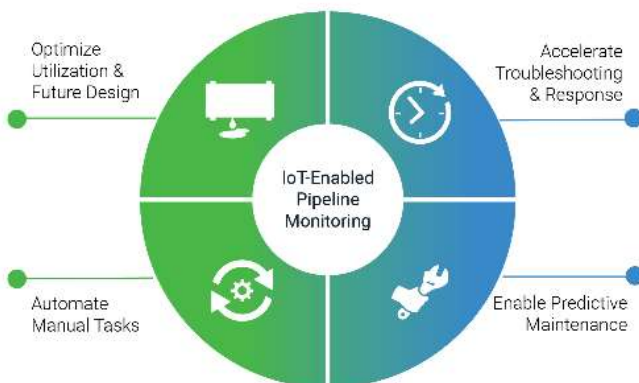 Optimize
Utilization &
Future Design
Accelerate
Troubleshooting
& Response
IoT-Enabled
Pipeline
Monitoring
Automate
Manual Tasks
Enable Predictive
Maintenance